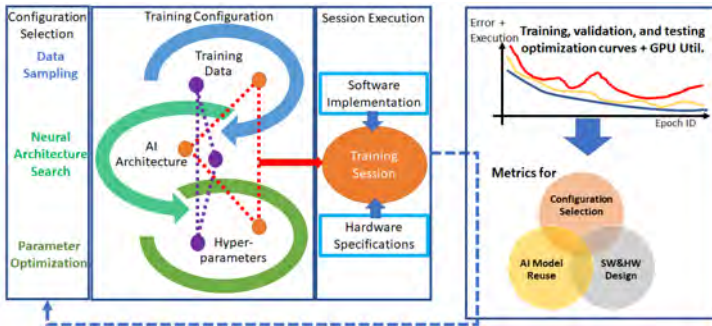 Configuration
Selection
Data
Sampling
Neural
Architecture
Search
Parameter
Optimization
Training Configuration
Training
Data
AI
Architecture
Hyper-
parameters
Session Execution
Software
Implementation
Training
Session
Hardware
Specifications
Error +
Execution
Training, validation, and testing
optimization curves + GPU Util.
Epoch ID
Metrics for
Configuration
Selection
AI Model
Reuse
SW&HW
Design